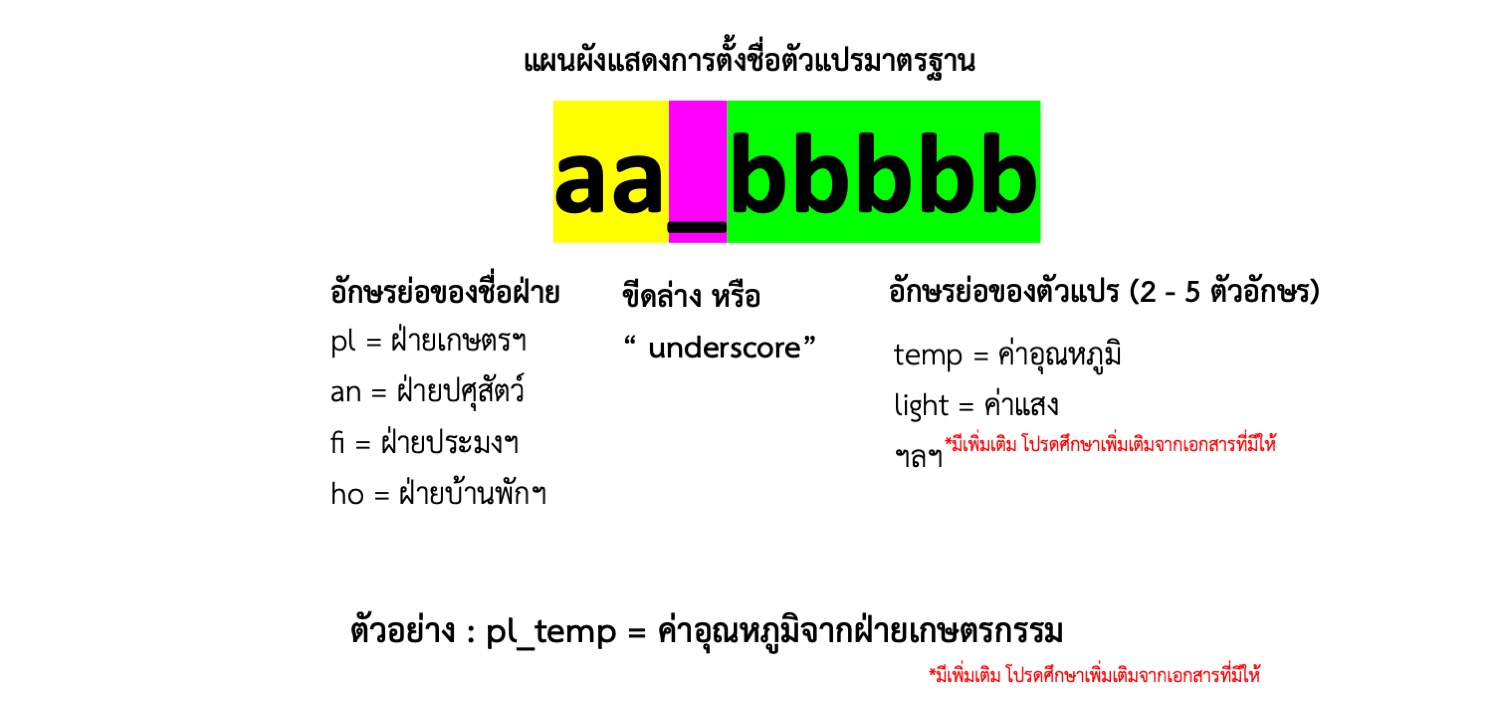 แผนผังแสดงการตั้งชื่อตัวแปรมาตรฐาน
aa_bbbbb
อักษรย่อของชื่อฝ่าย
pl = ฝ่ายเกษตรฯ
an = ฝ่ายปศุสัตว์
fi = ฝ่ายประมงฯ
ho = ฝ่ายบ้านพักฯ
ขีดล่าง หรือ
“ underscore”
อักษรย่อของตัวแปร (2 - 5 ตัวอักษร)
temp = ค่าอุณหภูมิ
light = ค่าแสง
ฯลฯ*มีเพิ่มเติม โปรดศึกษาเพิ่มเติมจากเอกสารที่มีให้
ตัวอย่าง : pl_temp = ค่าอุณหภูมิจากฝ่ายเกษตรกรรม
*มีเพิ่มเติม โปรดศึกษาเพิ่มเติมจากเอกสารที่มีให้